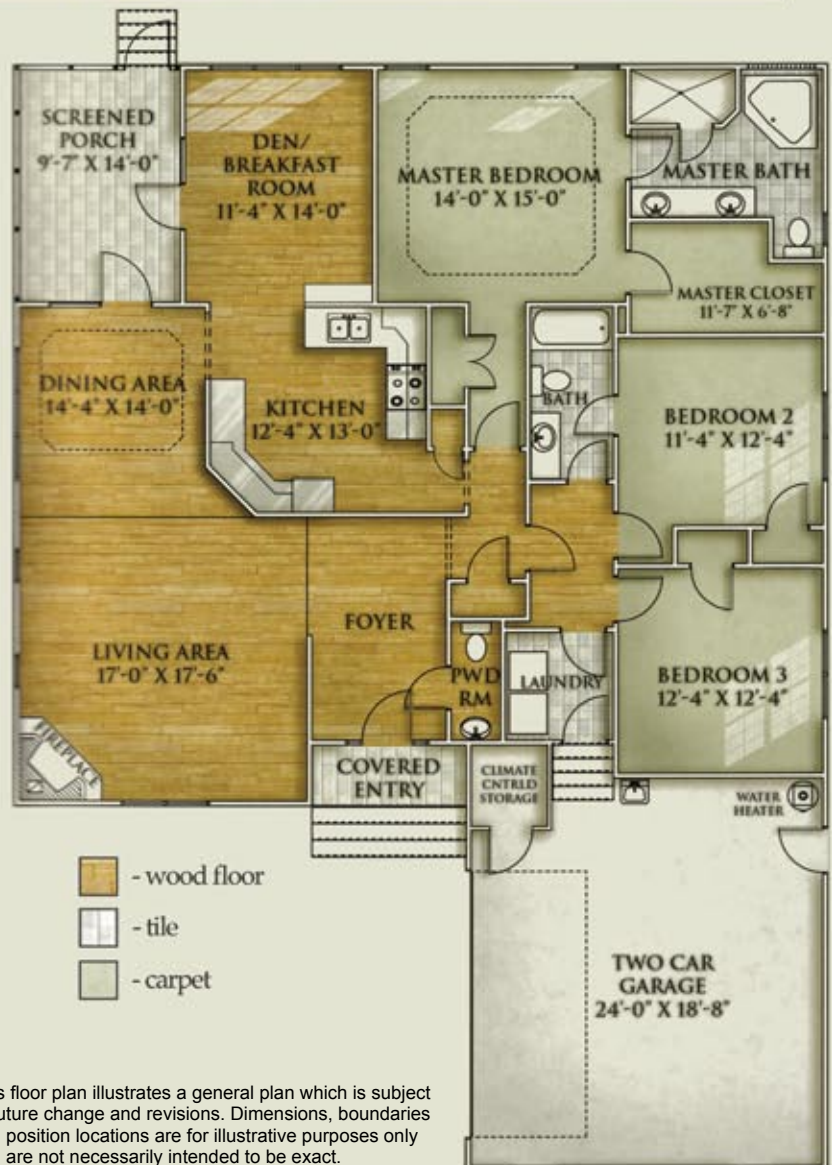 SCREENED
PORCH
9'-7" X 14'-0"
DEN/
BREAKFAST
ROOM
11'-4" X 14'-0"
MASTER BEDROOM
14'-0" X 15'-0"
MASTER BATH
MASTER CLOSET
11'-7" X 6'-8"
DINING AREA
14'-4" X 14'-0"
KITCHEN
12'-4" X 13'-0"
BATH
BEDROOM 2
11'-4" X 12'-4"
FOYER
LIVING AREA
17'-0" X 17'-6"
PWD
RM
LAUNDRY
BEDROOM 3
12'-4" X 12'-4"
FIREPLACE
COVERED
ENTRY
CLIMATE
CNTRLD
STORAGE
WATER
HEATER
- wood floor
- tile
- carpet
TWO CAR
GARAGE
24'-0" X 18'-8"
s floor plan illustrates a general plan which is subject
uture change and revisions. Dimensions, boundaries
position locations are for illustrative purposes only
are not necessarily intended to be exact.